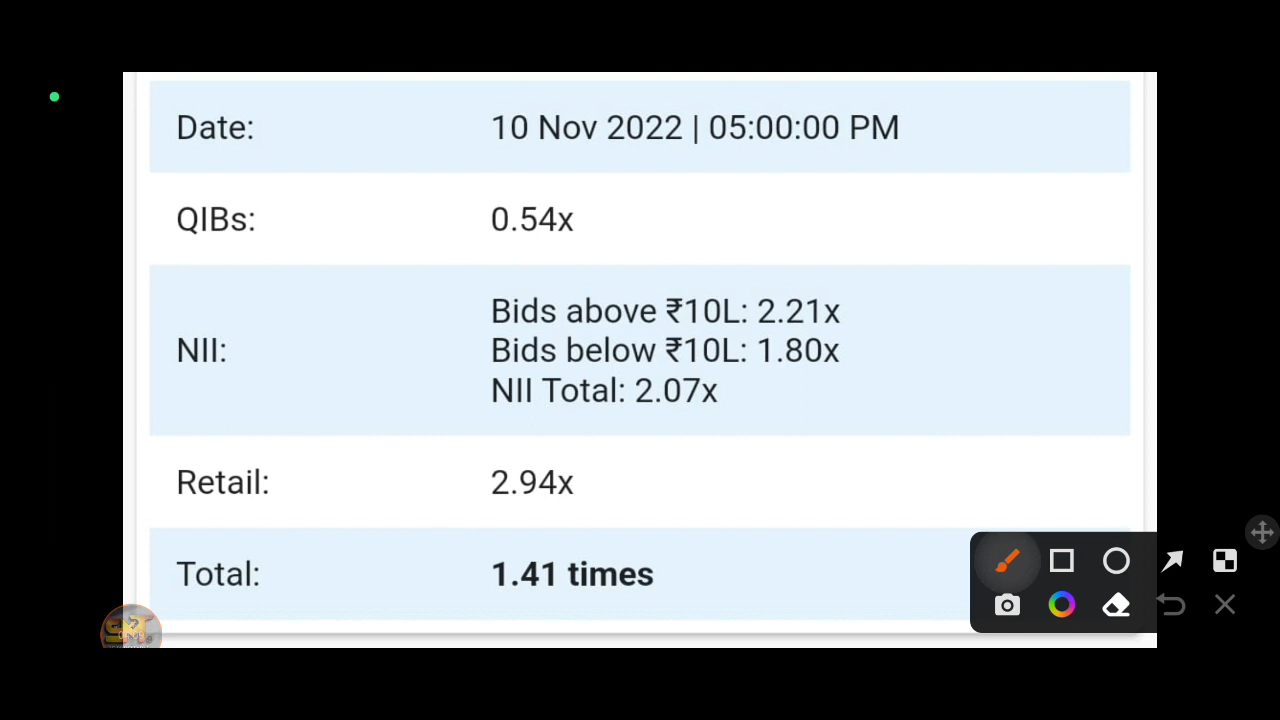 Date: 10 Nov 2022 | 05:00:00 PM
QIBs: 0.54x
Bids above ₹10L: 2.21x
NII: Bids below ₹10L: 1.80x
NII Total: 2.07x
Retail: 2.94x
Total: 1.41 times